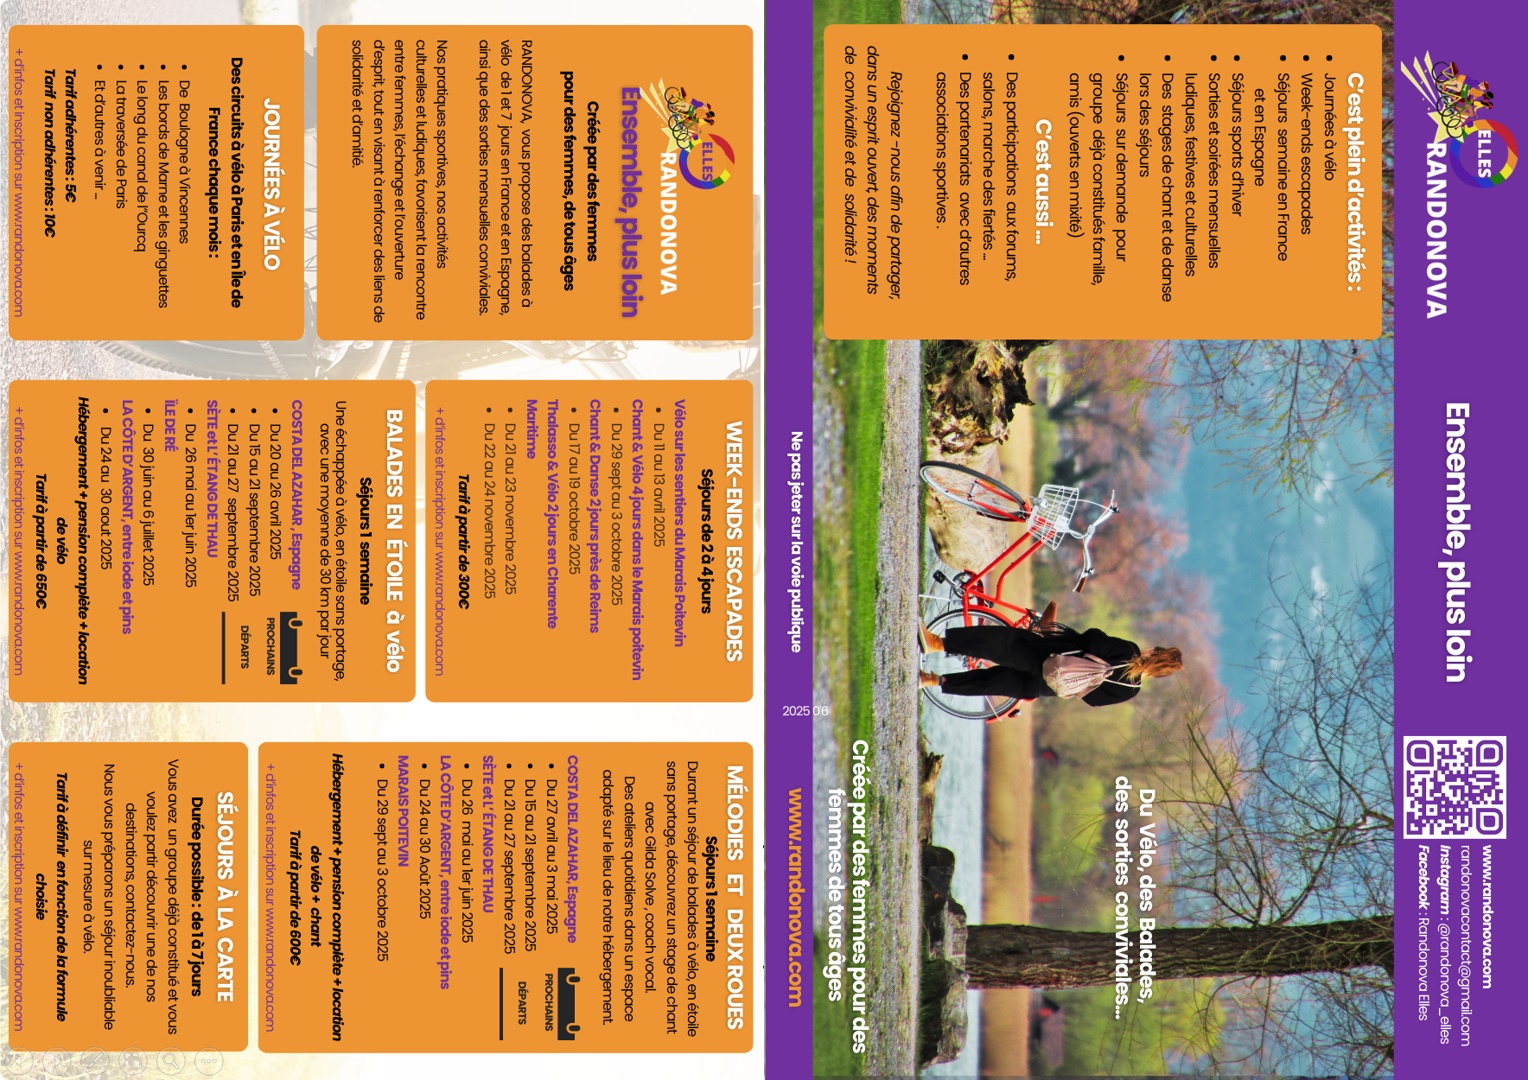 ELLES
RANDONOVA
Ensemble, plus loin
www.randonova.com
randonovacontact@gmail.com
Instagram : @randonova_elles
Facebook : Randonova Elles
C'est plein d'activités :
• Journées à vélo
• Week-ends escapades
• Séjours semaine en France
et en Espagne
• Séjours sports d'hiver
• Sorties et soirées mensuelles
ludiques, festives et culturelles
• Des stages de chant et de danse
lors des séjours
• Séjours sur demande pour
groupe déjà constitués famille,
amis (ouverts en mixité)
C'est aussi ...
• Des participations aux forums,
salons, marche des fiertés ...
• Des partenariats avec d'autres
associations sportives .
Rejoignez -nous afin de partager,
dans un esprit ouvert, des moments
de convivialité et de solidarité !
Du Vélo, des Balades,
des sorties conviviales...
Créée par des femmes pour des
femmes de tous âges
Ne pas jeter sur la voie publique
2025 06
www.randonova.com
ELLES
RANDONOVA
Ensemble, plus loin
Créée par des femmes
pour des femmes, de tous âges
RANDONOVA, vous propose des balades à
vélo de 1 et 7 jours en France et en Espagne,
ainsi que des sorties mensuelles conviviales.
Nos pratiques sportives, nos activités
culturelles et ludiques, favorisent la rencontre
entre femmes, l'échange et l'ouverture
d'esprit, tout en visant à renforcer des liens de
solidarité et d'amitié.
JOURNÉES À VÉLO
Des circuits à vélo à Paris et en Île de
France chaque mois :
• De Boulogne à Vincennes
• Les bords de Marne et les ginguettes
• Le long du canal de l''Ourcq
• La traversée de Paris
• Et d'autres à venir ...
Tarif adhérentes : 5€
Tarif non adhérentes : 10€
+ d'infos et inscription sur www.randonova.com
WEEK-ENDS ESCAPADES
Séjours de 2 à 4 jours
Vélo sur les sentiers du Marais Poitevin
• Du 11 au 13 avril 2025
Chant & Vélo 4 jours dans le Marais poitevin
• Du 29 sept au 3 octobre 2025
Chant & Danse 2 jours près de Reims
• Du 17 au 19 octobre 2025
Thalasso & Vélo 2 jours en Charente
Maritime
• Du 21 au 23 novembre 2025
• Du 22 au 24 novembre 2025
Tarif à partir de 300€
+ d'infos et inscription sur www.randonova.com
BALADES EN ÉTOILE à vélo
Séjours 1 semaine
Une échappée à vélo, en étoile sans portage,
avec une moyenne de 30 km par jour
COSTA DEL AZAHAR , Espagne
• Du 20 au 26 avril 2025
• Du 15 au 21 septembre 2025
• Du 21 au 27 septembre 2025
PROCHAINS
DÉPARTS
SÈTE et L' ÉTANG DE THAU
• Du 26 mai au 1er juin 2025
ÏLE DE RÉ
• Du 30 juin au 6 juillet 2025
LA CÔTE D'ARGENT, entre iode et pins
• Du 24 au 30 aout 2025
Hébergement + pension complète + location
de vélo
Tarif à partir de 650€
+ d'infos et inscription sur www.randonova.com
MÉLODIES ET DEUX ROUES
Séjours 1 semaine
Durant un séjour de balades à vélo, en étoile
sans portage, découvrez un stage de chant
avec Gilda Solve , coach vocal.
Des ateliers quotidiens dans un espace
adapté sur le lieu de notre hébergement.
COSTA DEL AZAHAR, Espagne
• Du 27 avril au 3 mai 2025
• Du 15 au 21 septembre 2025
• Du 21 au 27 septembre 2025
PROCHAINS
DÉPARTS
SÈTE et L' ÉTANG DE THAU
• Du 26 mai au 1er juin 2025
LA CÔTE D'ARGENT, entre iode et pins
• Du 24 au 30 Août 2025
MARAIS POITEVIN
• Du 29 sept au 3 octobre 2025
Hébergement + pension complète + location
de vélo + chant
Tarif à partir de 600€
+ d'infos et inscription sur www.randonova.com
SÉJOURS À LA CARTE
Durée possible : de 1 à 7 jours
Vous avez un groupe déjà constitué et vous
voulez partir découvrir une de nos
destinations, contactez-nous.
Nous vous préparons un séjour inoubliable
sur mesure à vélo.
Tarif à définir en fonction de la formule
choisie
+ d'infos et inscription sur www.randonova.com